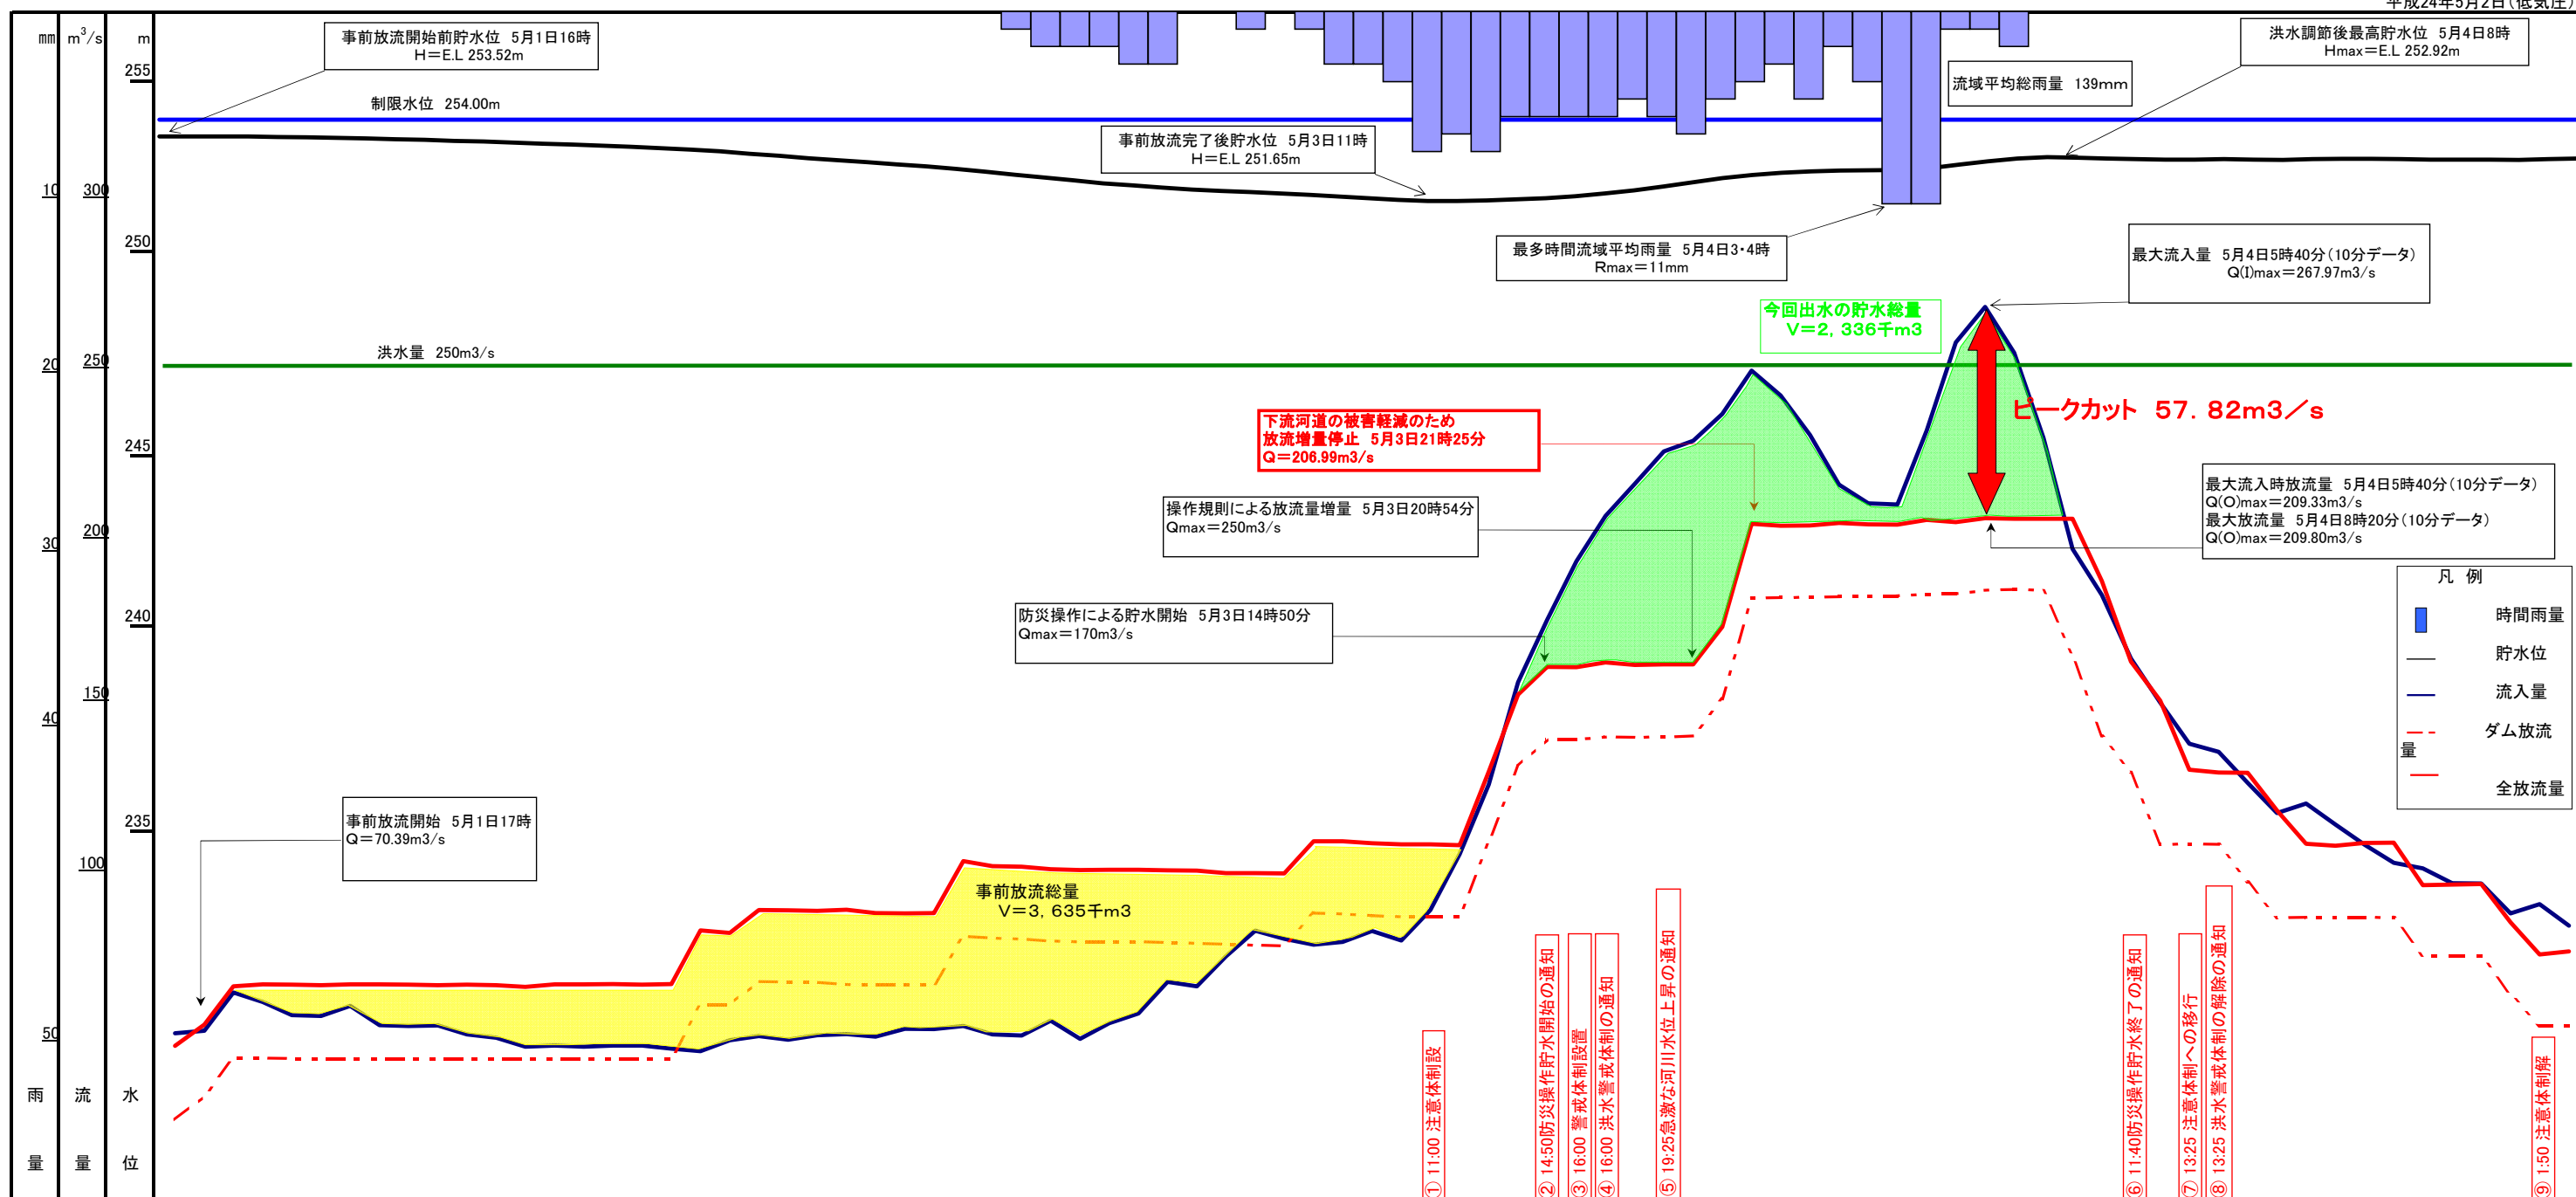 平成24年5月2日(低気圧)
mm
m³/s
m
255
250
245
240
235
300
250
200
150
100
50
10
20
30
40
事前放流開始前貯水位 5月1日16時
H=E.L 253.52m
制限水位 254.00m
事前放流完了後貯水位 5月3日11時
H=E.L 251.65m
洪水調節後最高貯水位 5月4日8時
Hmax=E.L 252.92m
流域平均総雨量 139mm
最多時間流域平均雨量 5月4日3・4時
Rmax=11mm
最大流入量 5月4日5時40分(10分データ)
Q(I)max=267.97m3/s
今回出水の貯水総量
V=2,336千m3
洪水量 250m3/s
ピークカット 57.82m3/s
下流河道の被害軽減のため
放流増量停止 5月3日21時25分
Q=206.99m3/s
操作規則による放流量増量 5月3日20時54分
Qmax=250m3/s
最大流入時放流量 5月4日5時40分(10分データ)
Q(O)max=209.33m3/s
最大放流量 5月4日8時20分(10分データ)
Q(O)max=209.80m3/s
防災操作による貯水開始 5月3日14時50分
Qmax=170m3/s
凡 例
時間雨量
貯水位
流入量
ダム放流
量
全放流量
事前放流開始 5月1日17時
Q=70.39m3/s
事前放流総量
V=3,635千m3
① 11:00 注意体制設
② 14:50防災操作貯水開始の通知
③ 16:00 警戒体制設置
④ 16:00 洪水警戒体制の通知
⑤ 19:25急激な河川水位上昇の通知
⑥ 11:40防災操作貯水終了の通知
⑦ 13:25 注意体制への移行
⑧ 13:25 洪水警戒体制の解除の通知
⑨ 1:50 注意体制解
雨量
流量
水位